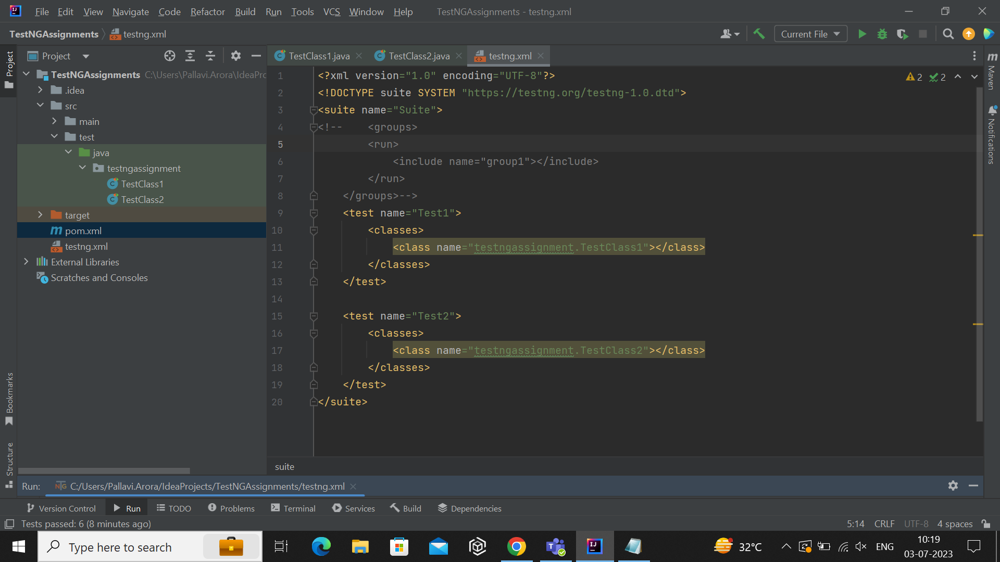 File Edit View Navigate Code Refactor Build Run Tools VCS Window Help TestNGAssignments - testng.xml
TestNGAssignments testng.xml
Current File
Project
TestClass1.java TestClass2.java testng.xml
Project
TestNGAssignments C:\Users\Pallavi.Arora\IdeaPrc
.idea
src
main
test
java
testngassignment
TestClass1
TestClass2
target
pom.xml
testng.xml
External Libraries
Scratches and Consoles
1 <?xml version="1.0" encoding="UTF-8"?>
2 <!DOCTYPE suite SYSTEM "https://testng.org/testng-1.0.dtd">
3 <suite name="Suite">
4 <!-- <groups>
5 <run>
6 <include name="group1"></include>
7 </run>
8 </groups>-->
9 <test name="Test1">
10 <classes>
11 <class name="testngassignment.TestClass1"></class>
12 </classes>
13 </test>
14
15 <test name="Test2">
16 <classes>
17 <class name="testngassignment.TestClass2"></class>
18 </classes>
19 </test>
20 </suite>
2 2
Maven
Notifications
Bookmarks
Structure
suite
Run: C:/Users/Pallavi.Arora/IdeaProjects/TestNGAssignments/testng.xml
Version Control Run TODO Problems Terminal Services Build Dependencies
Tests passed: 6 (8 minutes ago) 5:14 CRLF UTF-8 4 spaces
Type here to search
32°C ENG
10:19
03-07-2023